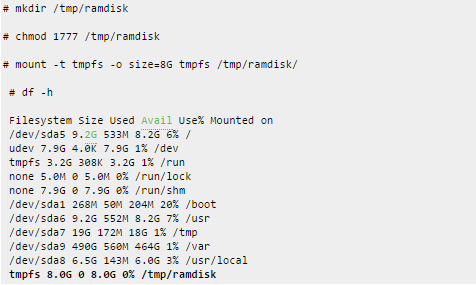 # mkdir /tmp/ramdisk
# chmod 1777 /tmp/ramdisk
# mount -t tmpfs -o size=8G tmpfs /tmp/ramdisk/
# df -h
Filesystem Size Used Avail Use% Mounted on
/dev/sda5 9.2G 533M 8.2G 6% /
udev 7.9G 4.0K 7.9G 1% /dev
tmpfs 3.2G 308K 3.2G 1% /run
none 5.0M 0 5.0M 0% /run/lock
none 7.9G 0 7.9G 0% /run/shm
/dev/sda1 268M 50M 204M 20% /boot
/dev/sda6 9.2G 552M 8.2G 7% /usr
/dev/sda7 19G 172M 18G 1% /tmp
/dev/sda9 490G 560M 464G 1% /var
/dev/sda8 6.5G 143M 6.0G 3% /usr/local
tmpfs 8.0G 0 8.0G 0% /tmp/ramdisk